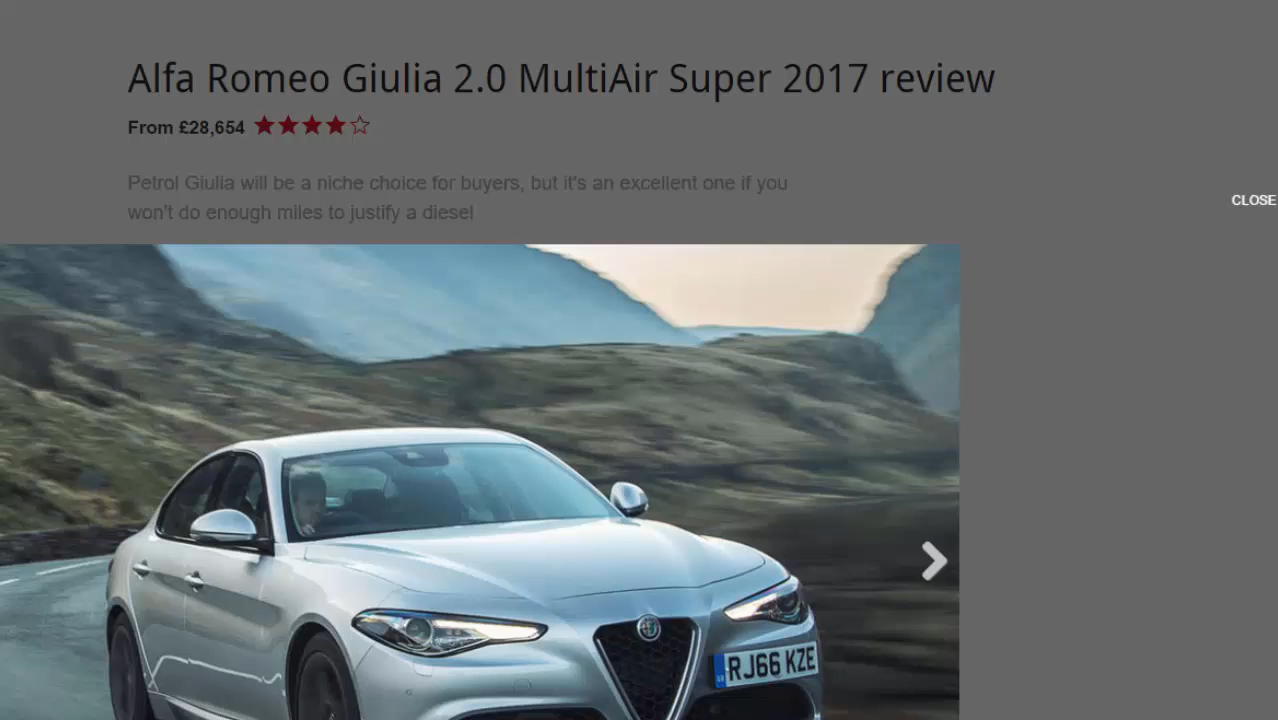 Alfa Romeo Giulia 2.0 MultiAir Super 2017 review
From £28,654
Petrol Giulia will be a niche choice for buyers, but it's an excellent one if you
won't do enough miles to justify a diesel
CLOSE
RJ66 KZE